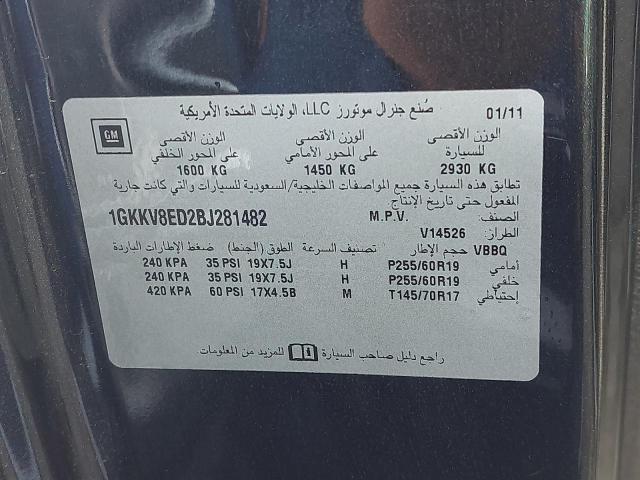 صُنع جنرال موتورز LLC، الولايات المتحدة الأمريكية 01/11
GM
الوزن الأقصى الوزن الأقصى الوزن الأقصى
للسيارة على المحور الأمامي على المحور الخلفي
2930 KG 1450 KG 1600 KG
تطابق هذه السيارة جميع المواصفات الخليجية/السعودية للسيارات والتي كانت جارية
المفعول حتى تاريخ الإنتاج.
الصنف: M.P.V. 1GKKV8ED2BJ281482
الطراز: V14526
VBBQ حجم الإطار تصنيف السرعة الطوق (الجنط) ضغط الإطارات الباردة
أمامي P255/60R19 H 19X7.5J 35 PSI 240 KPA
خلفي P255/60R19 H 19X7.5J 35 PSI 240 KPA
إحتياطي T145/70R17 M 17X4.5B 60 PSI 420 KPA
راجع دليل صاحب السيارة للمزيد من المعلومات